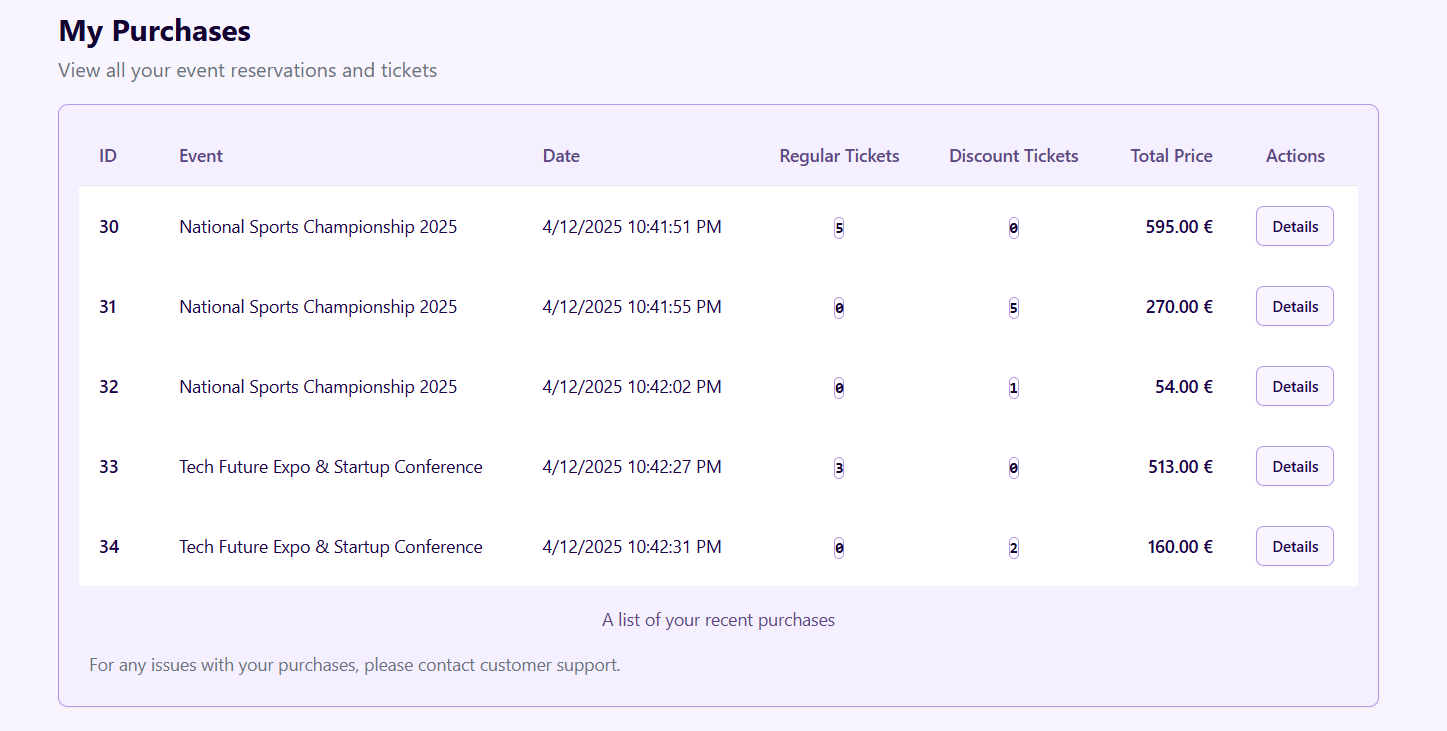 My Purchases
View all your event reservations and tickets
ID Event Date Regular Tickets Discount Tickets Total Price Actions
30 National Sports Championship 2025 4/12/2025 10:41:51 PM 5 0 595.00 € Details
31 National Sports Championship 2025 4/12/2025 10:41:55 PM 0 5 270.00 € Details
32 National Sports Championship 2025 4/12/2025 10:42:02 PM 0 1 54.00 € Details
33 Tech Future Expo & Startup Conference 4/12/2025 10:42:27 PM 3 0 513.00 € Details
34 Tech Future Expo & Startup Conference 4/12/2025 10:42:31 PM 0 2 160.00 € Details
A list of your recent purchases
For any issues with your purchases, please contact customer support.